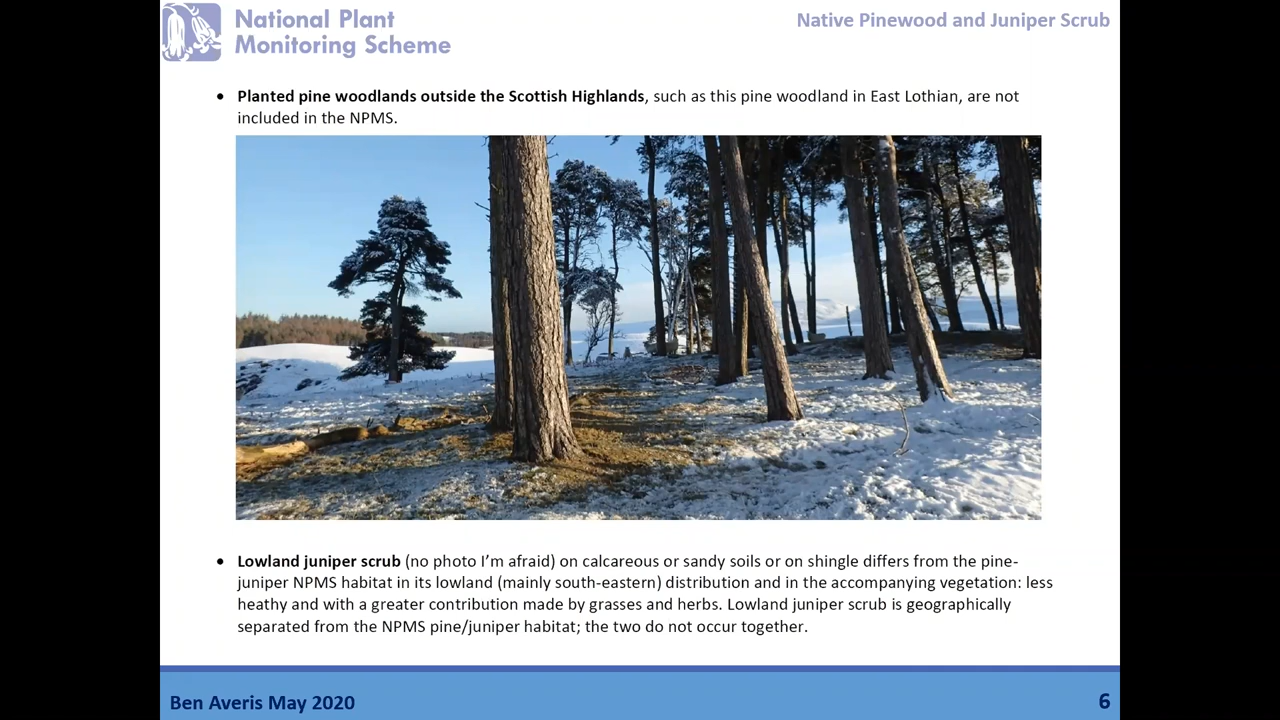 National Plant
Monitoring Scheme
Native Pinewood and Juniper Scrub
• Planted pine woodlands outside the Scottish Highlands, such as this pine woodland in East Lothian, are not
included in the NPMS.
• Lowland juniper scrub (no photo I’m afraid) on calcareous or sandy soils or on shingle differs from the pine-
juniper NPMS habitat in its lowland (mainly south-eastern) distribution and in the accompanying vegetation: less
heathy and with a greater contribution made by grasses and herbs. Lowland juniper scrub is geographically
separated from the NPMS pine/juniper habitat; the two do not occur together.
Ben Averis May 2020
6